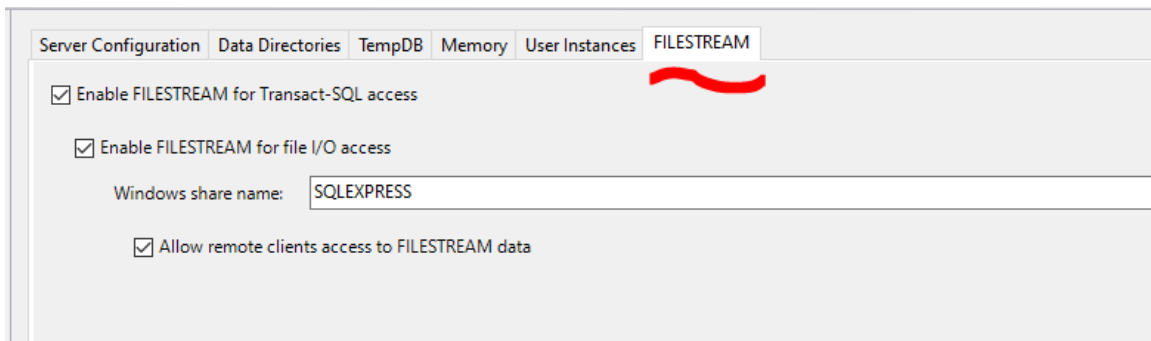 Server Configuration Data Directories TempDB Memory User Instances FILESTREAM
Enable FILESTREAM for Transact-SQL access
Enable FILESTREAM for file I/O access
Windows share name: SQLEXPRESS
Allow remote clients access to FILESTREAM data